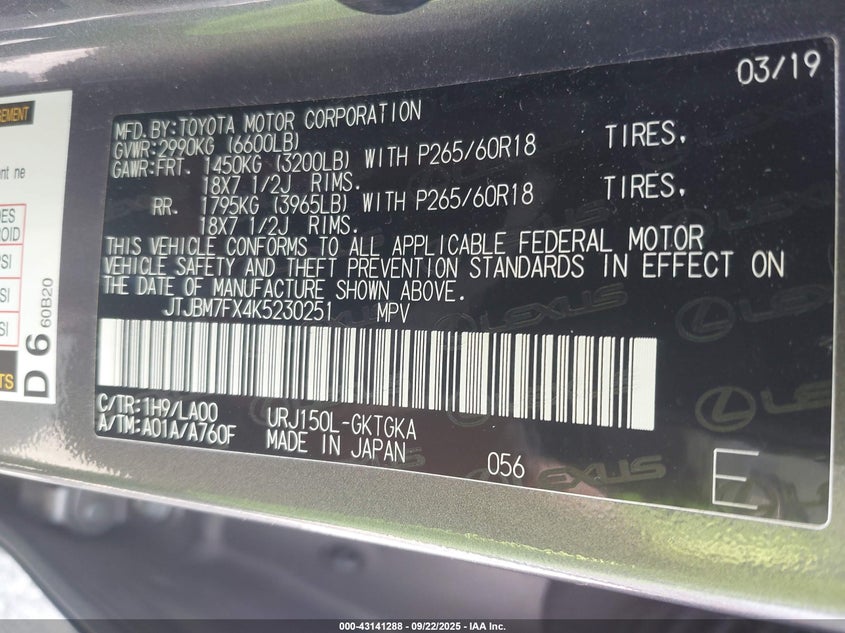 03/19
MFD.BY:TOYOTA MOTOR CORPORATION
GVWR:2990KG (6600LB)
GAWR:FRT. 1450KG (3200LB) WITH P265/60R18 TIRES.
18X7 1/2J RIMS.
RR. 1795KG (3965LB) WITH P265/60R18 TIRES.
18X7 1/2J RIMS.
THIS VEHICLE CONFORMS TO ALL APPLICABLE FEDERAL MOTOR
VEHICLE SAFETY AND THEFT PREVENTION STANDARDS IN EFFECT ON
THE DATE OF MANUFACTURE SHOWN ABOVE.
JTJBM7FX4K5230251 MPV
C/TR:1H9/LA00 URJ150L-GKTGKA
A/TM:A01A/A760F MADE IN JAPAN 056 E
LEXUS
LEXUS
LEXUS
D6 60B20
000-43141288 - 09/22/2025 - IAA Inc.